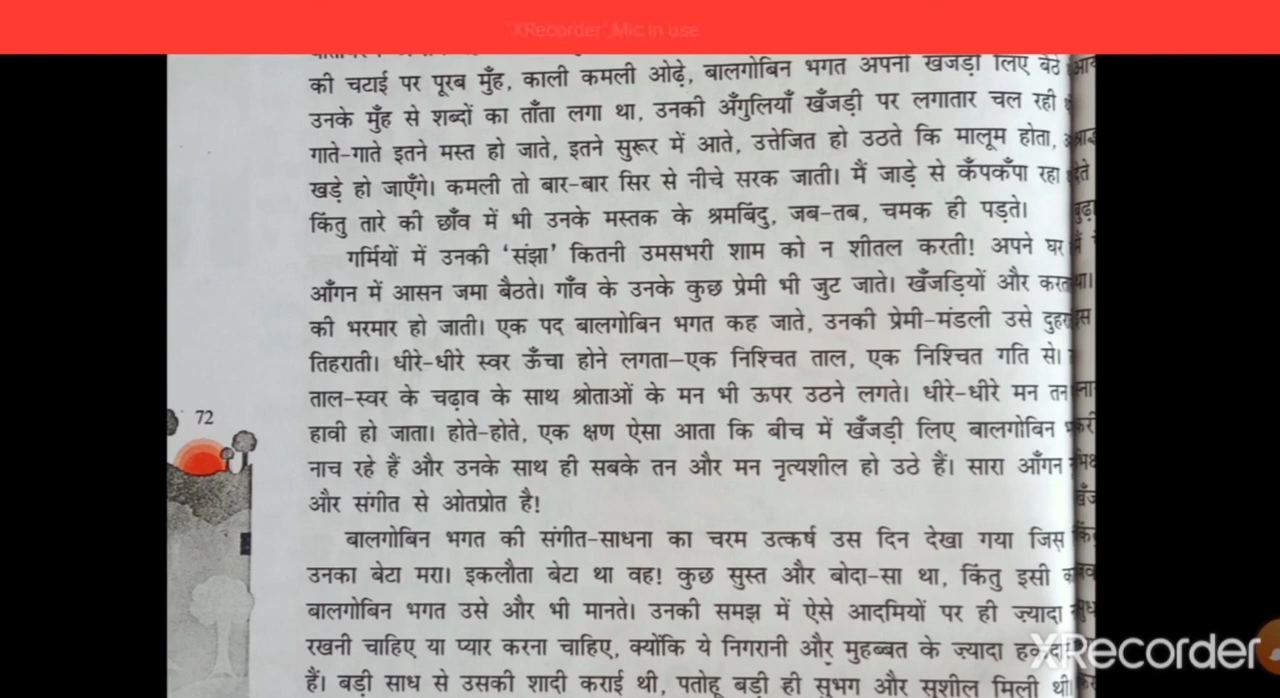 'XRecorder',Mic in use
की चटाई पर पूरब मुँह, काली कमली ओढ़े, बालगोबिन भगत अपनी खँजड़ी लिए बैठे
उनके मुँह से शब्दों का ताँता लगा था, उनकी अँगुलियाँ खँजड़ी पर लगातार चल रही
गाते-गाते इतने मस्त हो जाते, इतने सुरूर में आते, उत्तेजित हो उठते कि मालूम होता,
खड़े हो जाएँगे। कमली तो बार-बार सिर से नीचे सरक जाती। मैं जाड़े से कँपकँपा रहा
किंतु तारे की छाँव में भी उनके मस्तक के श्रमबिंदु, जब-तब, चमक ही पड़ते।
गर्मियों में उनकी 'संझा' कितनी उमसभरी शाम को न शीतल करती! अपने घर
आँगन में आसन जमा बैठते। गाँव के उनके कुछ प्रेमी भी जुट जाते। खँजड़ियों और
की भरमार हो जाती। एक पद बालगोबिन भगत कह जाते, उनकी प्रेमी-मंडली उसे
तिहराती। धीरे-धीरे स्वर ऊँचा होने लगता—एक निश्चित ताल, एक निश्चित गति से।
ताल-स्वर के चढ़ाव के साथ श्रोताओं के मन भी ऊपर उठने लगते। धीरे-धीरे मन तन
72
हावी हो जाता। होते-होते, एक क्षण ऐसा आता कि बीच में खँजड़ी लिए बालगोबिन
नाच रहे हैं और उनके साथ ही सबके तन और मन नृत्यशील हो उठे हैं। सारा आँगन
और संगीत से ओतप्रोत है!
बालगोबिन भगत की संगीत-साधना का चरम उत्कर्ष उस दिन देखा गया जिस
उनका बेटा मरा। इकलौता बेटा था वह! कुछ सुस्त और बोदा-सा था, किंतु इसी
बालगोबिन भगत उसे और भी मानते। उनकी समझ में ऐसे आदमियों पर ही ज़्यादा
रखनी चाहिए या प्यार करना चाहिए, क्योंकि ये निगरानी और मुहब्बत के ज़्यादा
हैं। बड़ी साध से उसकी शादी कराई थी, पतोहू बड़ी ही सुभग और सुशील मिली थी।
XRecorder